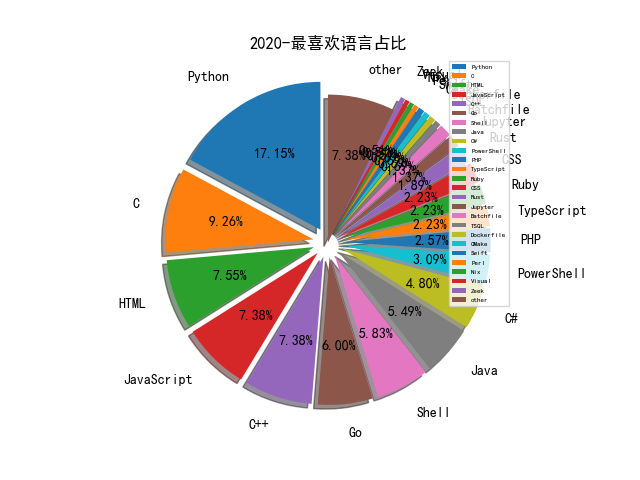 2020-最喜欢语言占比
Python
C
HTML
JavaScript
C++
Go
Shell
Java
C#
PowerShell
PHP
TypeScript
Ruby
CSS
Rust
other
17.15%
9.26%
7.55%
7.38%
7.38%
6.00%
5.83%
5.49%
4.80%
3.09%
2.57%
2.23%
2.23%
2.23%
1.89%
1.37%
1.37%
7.38%
Python
C
HTML
JavaScript
C++
Go
Shell
Java
C#
PowerShell
PHP
TypeScript
Ruby
CSS
Rust
Jupyter
Batchfile
TSQL
Dockerfile
CMake
Swift
Perl
Nix
Visual
Zeek
other